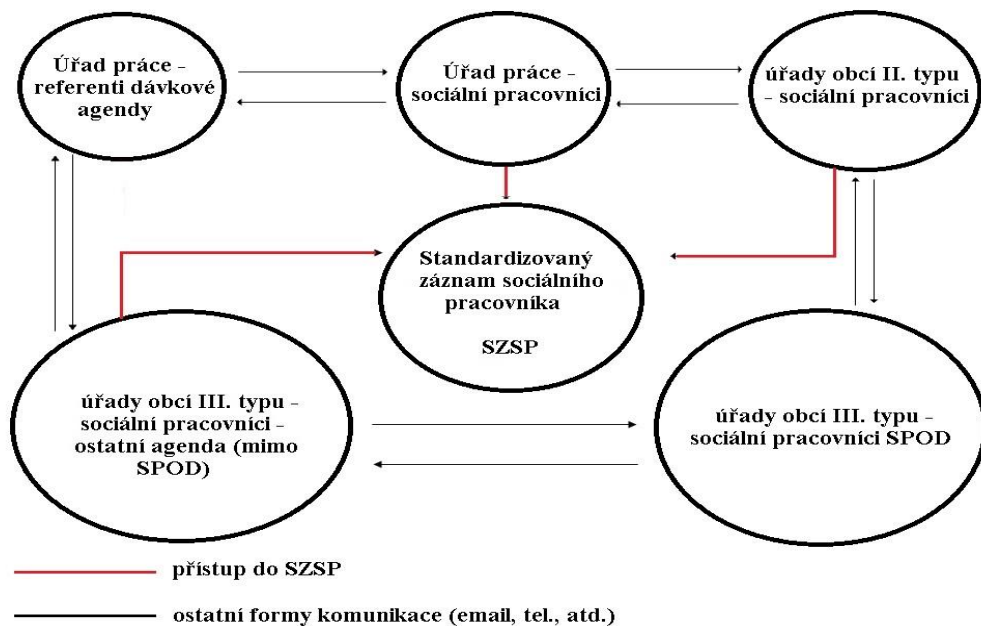 Úřad práce -
referenti dávkové
agendy
Úřad práce -
sociální pracovníci
úřady obcí II. typu
- sociální pracovníci
Standardizovaný
záznam sociálního
pracovníka
SZSP
úřady obcí III. typu -
sociální pracovníci -
ostatní agenda (mimo
SPOD)
úřady obcí III. typu -
sociální pracovníci SPOD
přístup do SZSP
ostatní formy komunikace (email, tel., atd.)